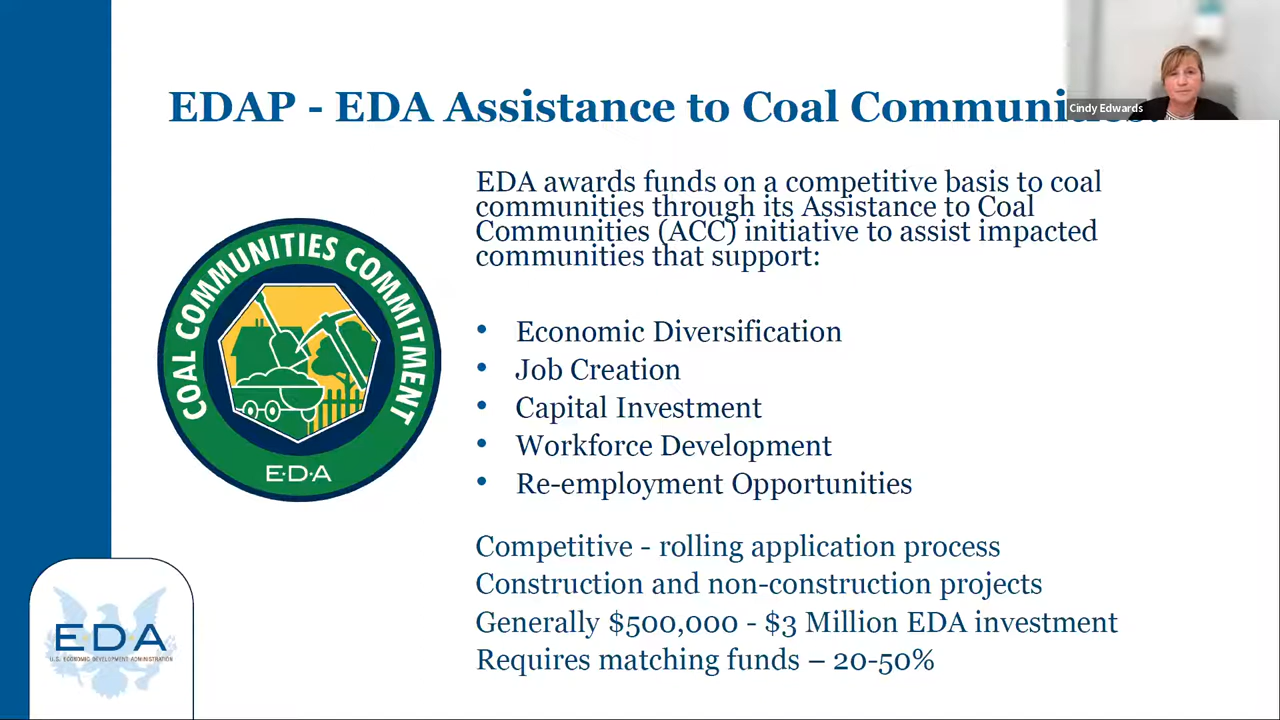 EDAP - EDA Assistance to Coal
Cindy Edwards
EDA awards funds on a competitive basis to coal
communities through its Assistance to Coal
Communities (ACC) initiative to assist impacted
communities that support:
• Economic Diversification
• Job Creation
• Capital Investment
• Workforce Development
• Re-employment Opportunities
Competitive - rolling application process
Construction and non-construction projects
Generally $500,000 - $3 Million EDA investment
Requires matching funds – 20-50%
COAL COMMUNITIES COMMITMENT
E·D·A
EDA
U.S. ECONOMIC DEVELOPMENT ADMINISTRATION